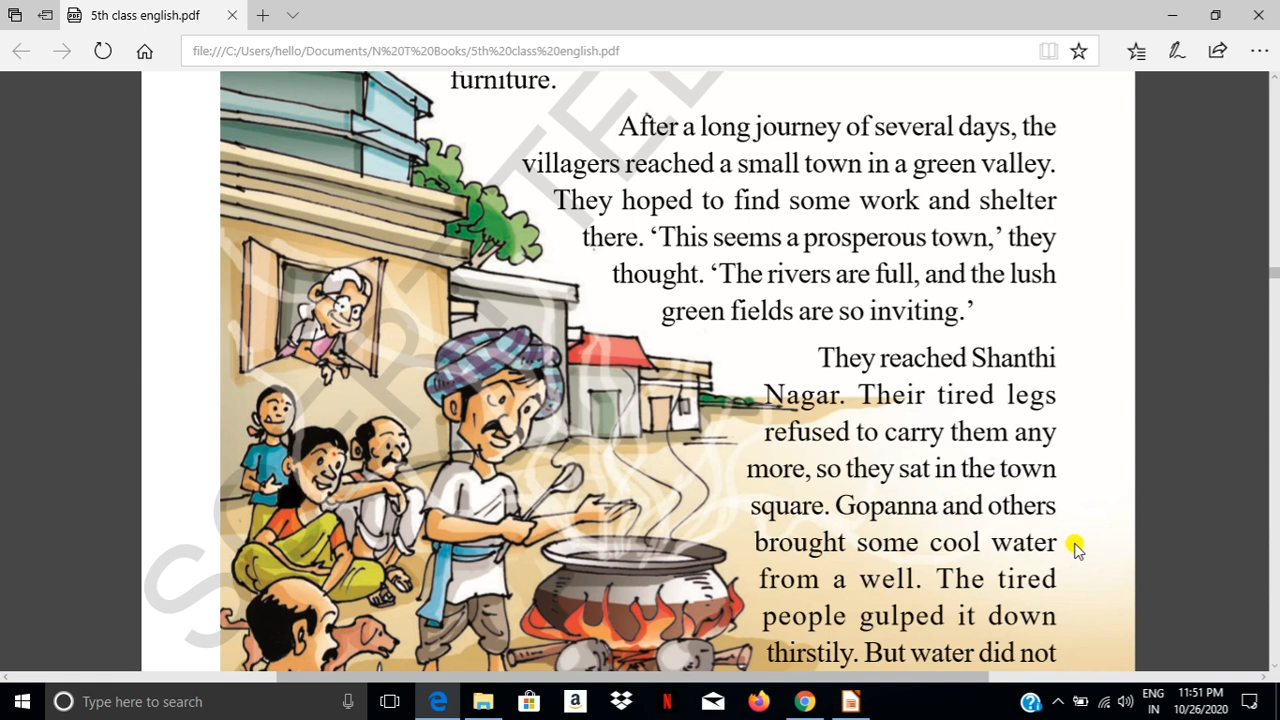 5th class english.pdf
file:///C:/Users/hello/Documents/N%20T%20Books/5th%20class%20english.pdf
furniture.
After a long journey of several days, the
villagers reached a small town in a green valley.
They hoped to find some work and shelter
there. ‘This seems a prosperous town,’ they
thought. ‘The rivers are full, and the lush
green fields are so inviting.’
They reached Shanthi
Nagar. Their tired legs
refused to carry them any
more, so they sat in the town
square. Gopanna and others
brought some cool water
from a well. The tired
people gulped it down
thirstily. But water did not
Type here to search
ENG
IN
11:51 PM
10/26/2020